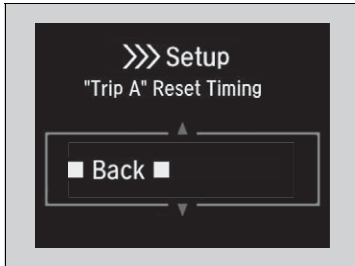 >>> Setup
"Trip A" Reset Timing
■ Back ■